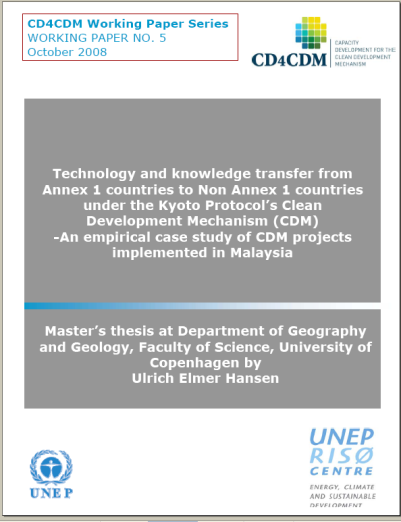 CD4CDM Working Paper Series
WORKING PAPER NO. 5
October 2008
CD4CDM
CAPACITY
DEVELOPMENT FOR THE
CLEAN DEVELOPMENT
MECHANISM
Technology and knowledge transfer from
Annex 1 countries to Non Annex 1 countries
under the Kyoto Protocol's Clean
Development Mechanism (CDM)
-An empirical case study of CDM projects
implemented in Malaysia
Master's thesis at Department of Geography
and Geology, Faculty of Science, University of
Copenhagen by
Ulrich Elmer Hansen
UNEP
UNEP
RISØ
CENTRE
ENERGY, CLIMATE
AND SUSTAINABLE
DEVELOPMENT